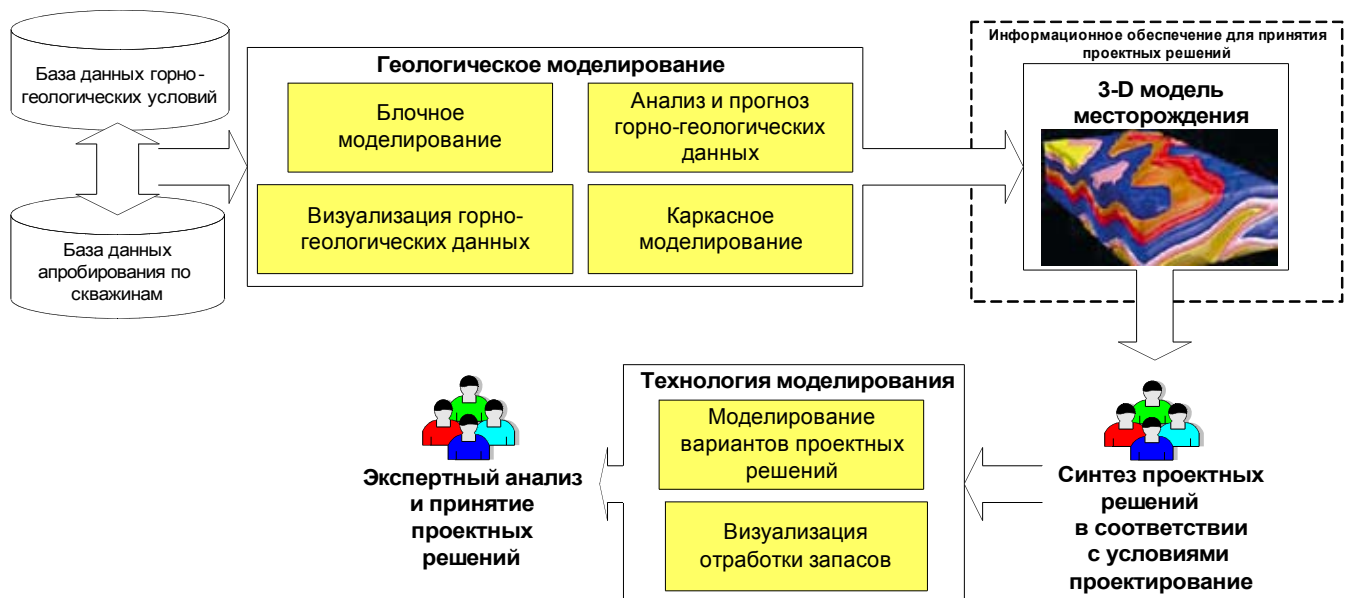 База данных горно-
геологических условий
База данных
апробирования по
скважинам
Геологическое моделирование
Блочное
моделирование
Анализ и прогноз
горно-геологических
данных
Визуализация горно-
геологических данных
Каркасное
моделирование
Информационное обеспечение для принятия
проектных решений
3-D модель
месторождения
Синтез проектных
решений
в соответствии
с условиями
проектирование
Технология моделирования
Моделирование
вариантов проектных
решений
Визуализация
отработки запасов
Экспертный анализ
и принятие
проектных
решений